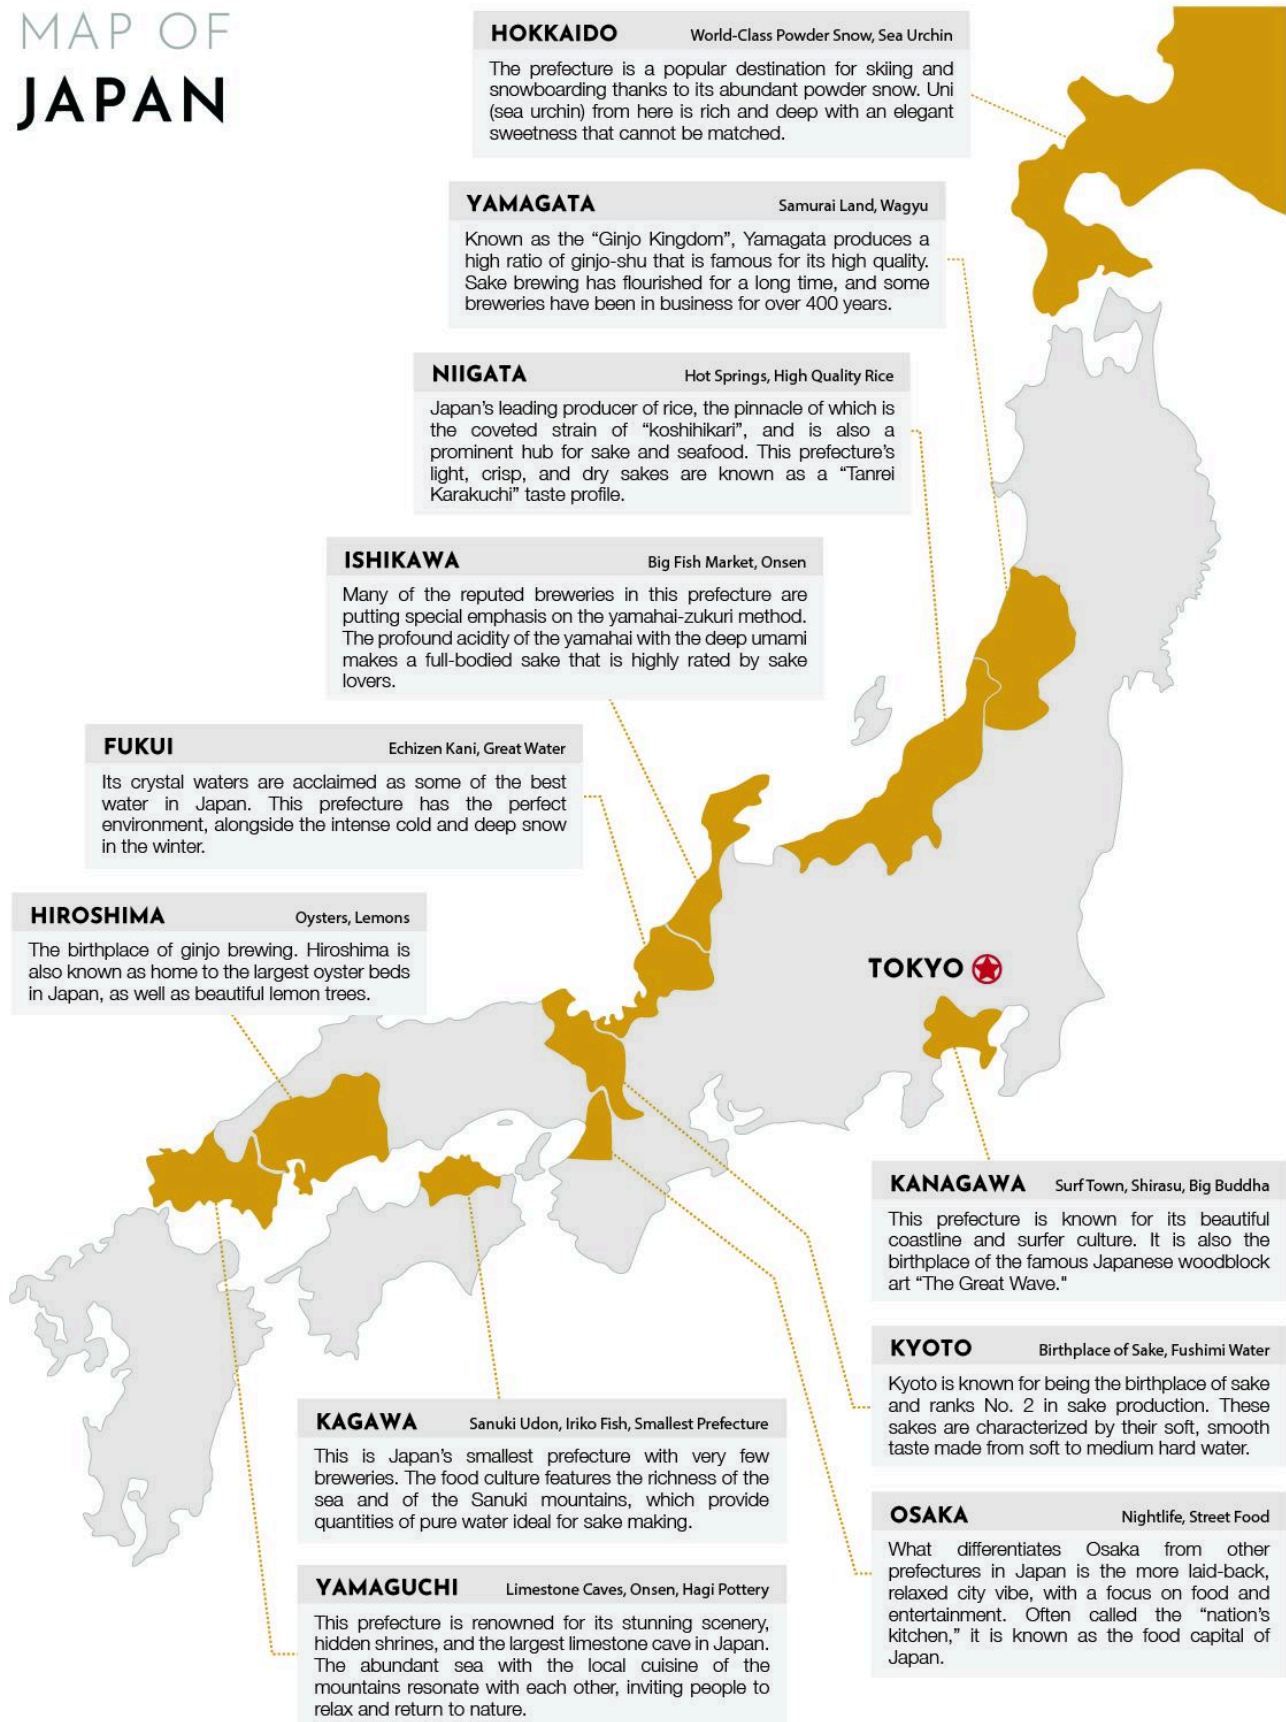 MAP OF
JAPAN
HOKKAIDO World-Class Powder Snow, Sea Urchin
The prefecture is a popular destination for skiing and
snowboarding thanks to its abundant powder snow. Uni
(sea urchin) from here is rich and deep with an elegant
sweetness that cannot be matched.
YAMAGATA Samurai Land, Wagyu
Known as the “Ginjo Kingdom”, Yamagata produces a
high ratio of ginjo-shu that is famous for its high quality.
Sake brewing has flourished for a long time, and some
breweries have been in business for over 400 years.
NIIGATA Hot Springs, High Quality Rice
Japan’s leading producer of rice, the pinnacle of which is
the coveted strain of “koshihikari”, and is also a
prominent hub for sake and seafood. This prefecture’s
light, crisp, and dry sakes are known as a “Tanrei
Karakuchi” taste profile.
ISHIKAWA Big Fish Market, Onsen
Many of the reputed breweries in this prefecture are
putting special emphasis on the yamahai-zukuri method.
The profound acidity of the yamahai with the deep umami
makes a full-bodied sake that is highly rated by sake
lovers.
FUKUI Echizen Kani, Great Water
Its crystal waters are acclaimed as some of the best
water in Japan. This prefecture has the perfect
environment, alongside the intense cold and deep snow
in the winter.
HIROSHIMA Oysters, Lemons
The birthplace of ginjo brewing. Hiroshima is
also known as home to the largest oyster beds
in Japan, as well as beautiful lemon trees.
TOKYO
KANAGAWA Surf Town, Shirasu, Big Buddha
This prefecture is known for its beautiful
coastline and surfer culture. It is also the
birthplace of the famous Japanese woodblock
art “The Great Wave."
KYOTO Birthplace of Sake, Fushimi Water
Kyoto is known for being the birthplace of sake
and ranks No. 2 in sake production. These
sakes are characterized by their soft, smooth
taste made from soft to medium hard water.
KAGAWA Sanuki Udon, Iriko Fish, Smallest Prefecture
This is Japan’s smallest prefecture with very few
breweries. The food culture features the richness of the
sea and of the Sanuki mountains, which provide
quantities of pure water ideal for sake making.
OSAKA Nightlife, Street Food
What differentiates Osaka from other
prefectures in Japan is the more laid-back,
relaxed city vibe, with a focus on food and
entertainment. Often called the “nation’s
kitchen,” it is known as the food capital of
Japan.
YAMAGUCHI Limestone Caves, Onsen, Hagi Pottery
This prefecture is renowned for its stunning scenery,
hidden shrines, and the largest limestone cave in Japan.
The abundant sea with the local cuisine of the
mountains resonate with each other, inviting people to
relax and return to nature.